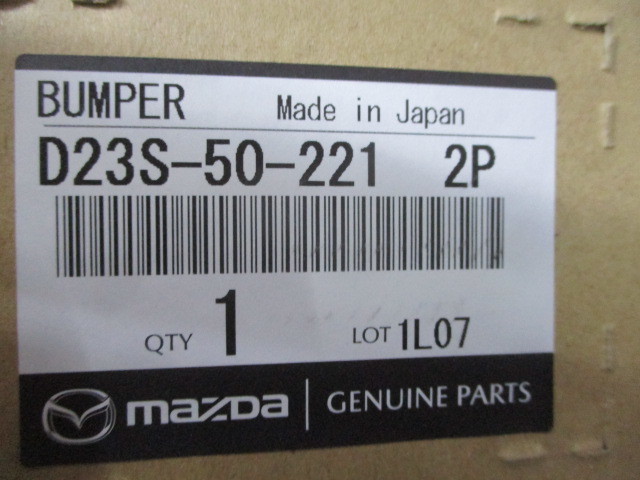 BUMPER Made in Japan
D23S-50-221 2P
QTY 1 LOT 1L07
mazda GENUINE PARTS